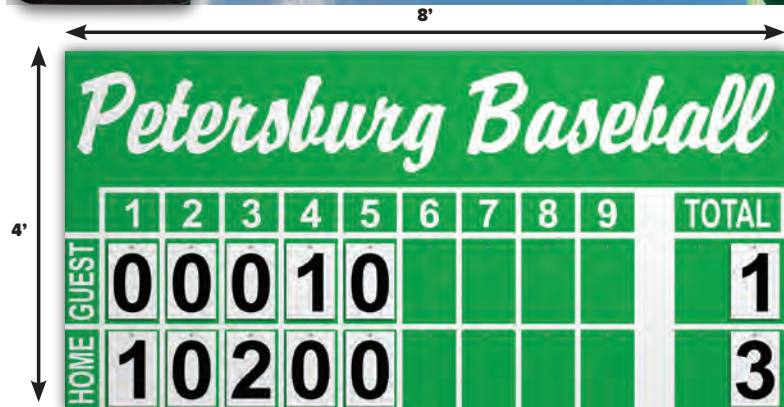 8'
4'
Petersburg Baseball
1 2 3 4 5 6 7 8 9 TOTAL
GUEST 0 0 0 1 0 1
HOME 1 0 2 0 0 3